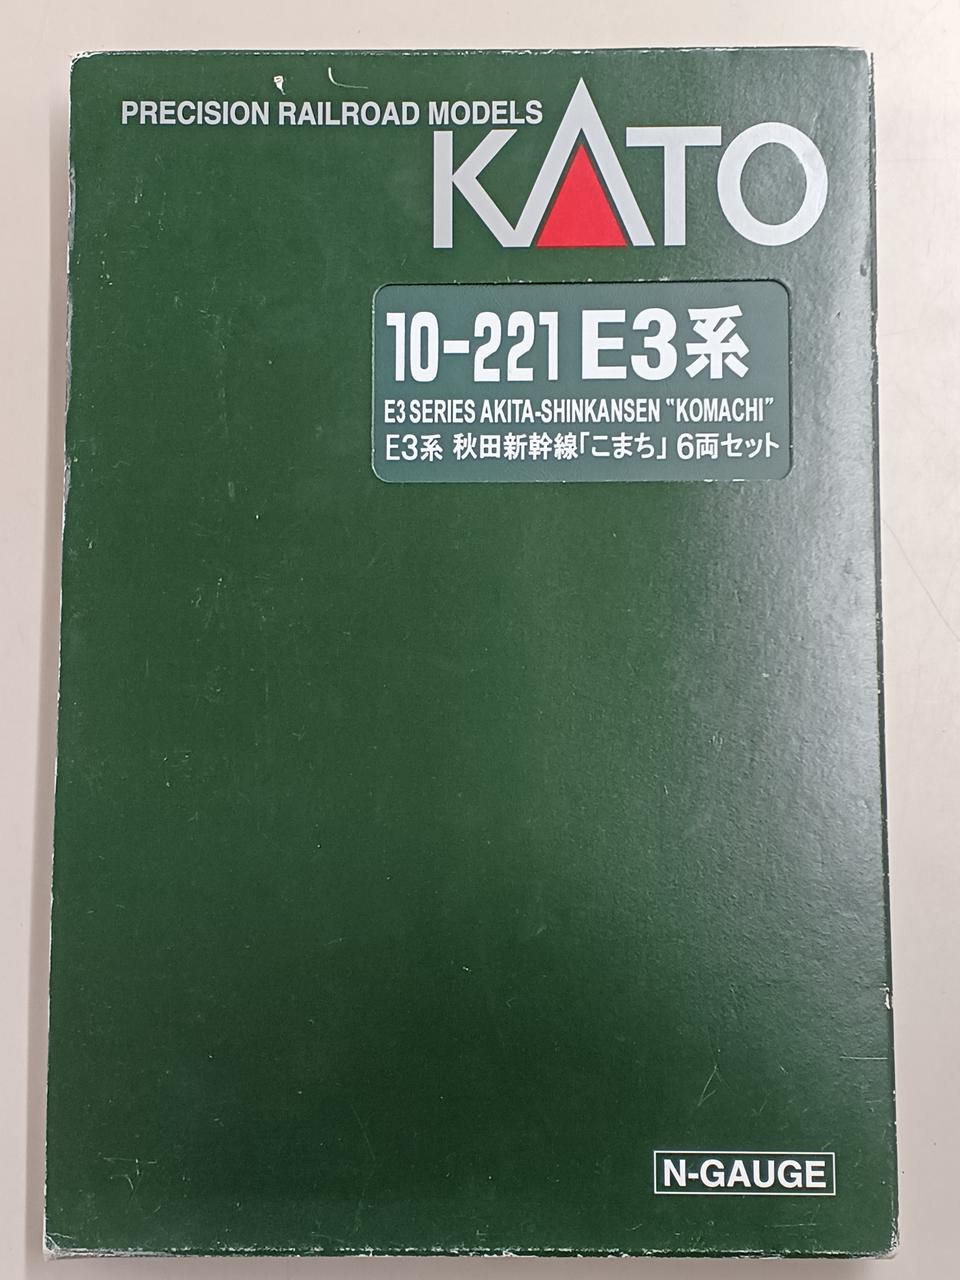 PRECISION RAILROAD MODELS
KATO
10-221 E3系
E3 SERIES AKITA-SHINKANSEN "KOMACHI"
E3系 秋田新幹線「こまち」6両セット
N-GAUGE